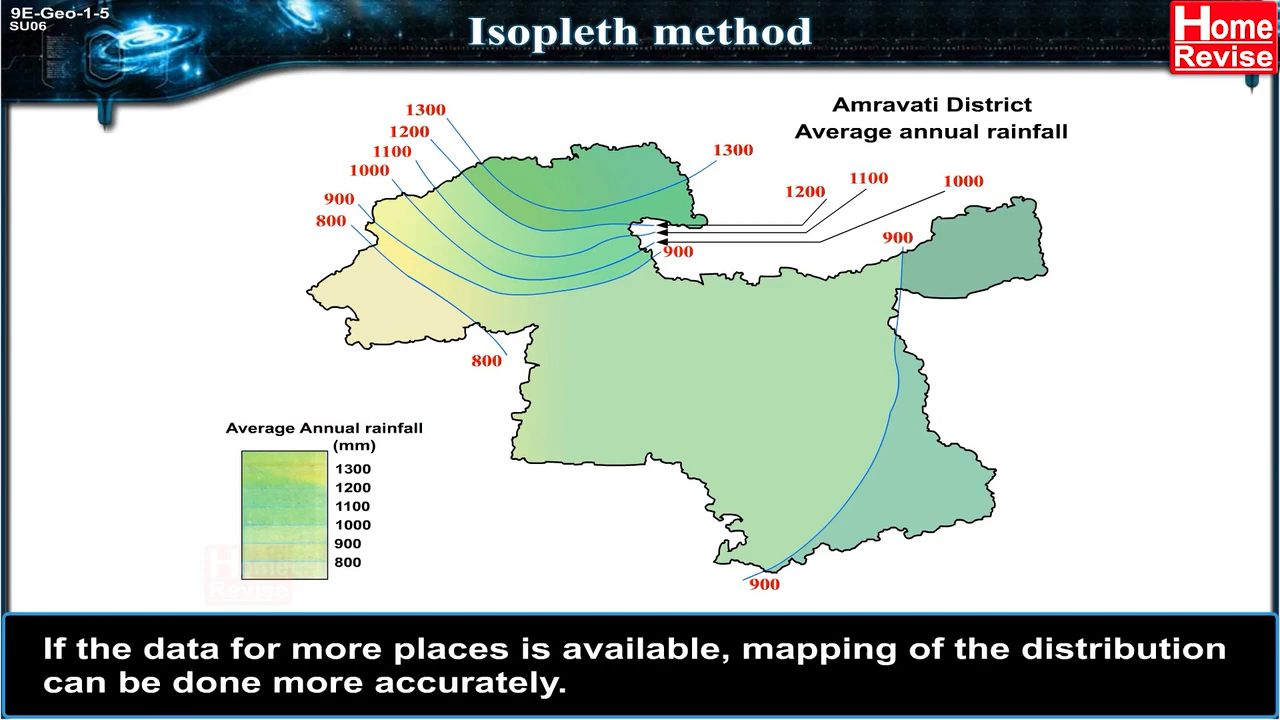 9E-Geo-1-5
SU06
Isopleth method
Home
Revise
Amravati District
Average annual rainfall
1300
1200
1100
1000
900
800
1300
1200
1100
1000
900
900
800
900
Average Annual rainfall
(mm)
1300
1200
1100
1000
900
800
Home
Revise
If the data for more places is available, mapping of the distribution
can be done more accurately.